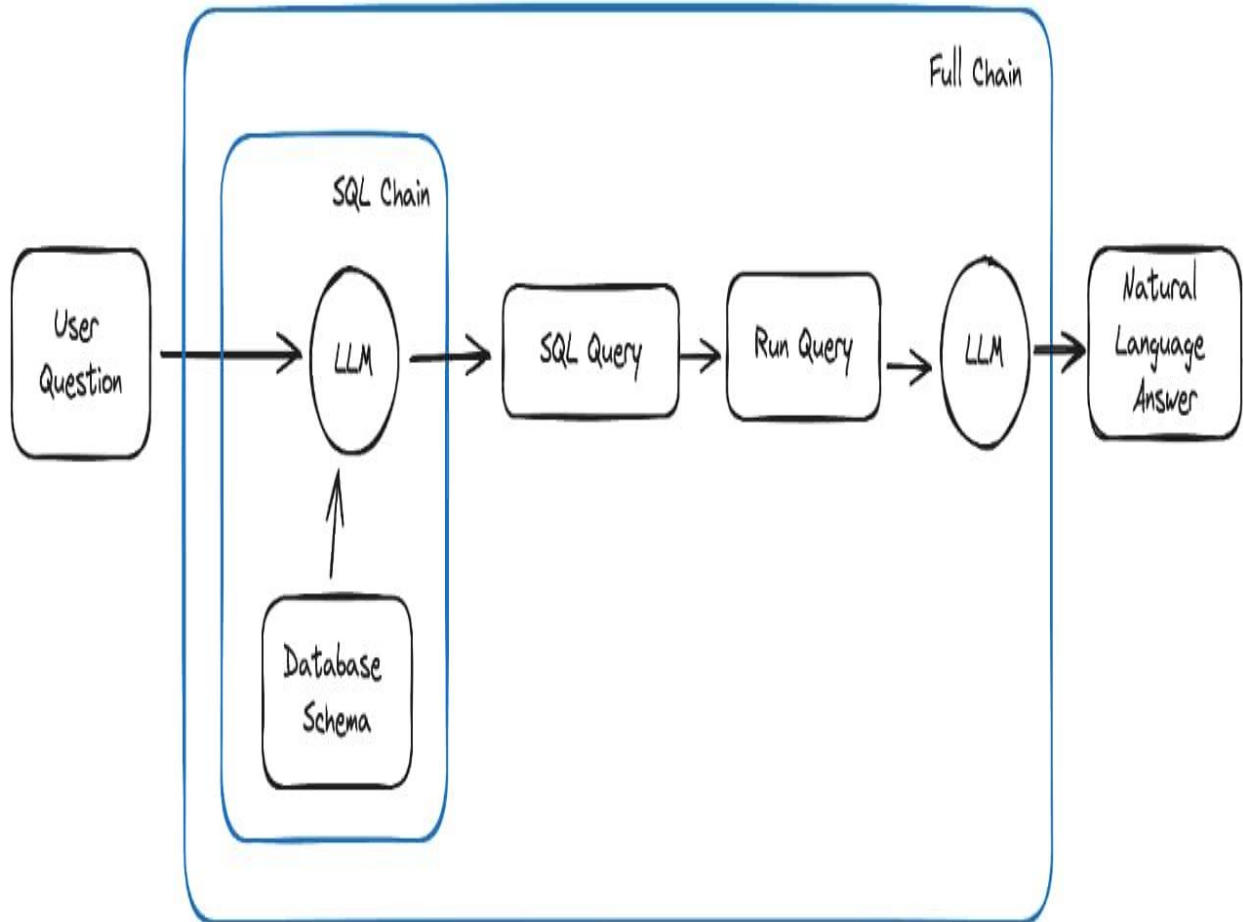 Full Chain
SQL Chain
User
Question
LLM
SQL Query
Run Query
LLM
Natural
Language
Answer
Database
Schema